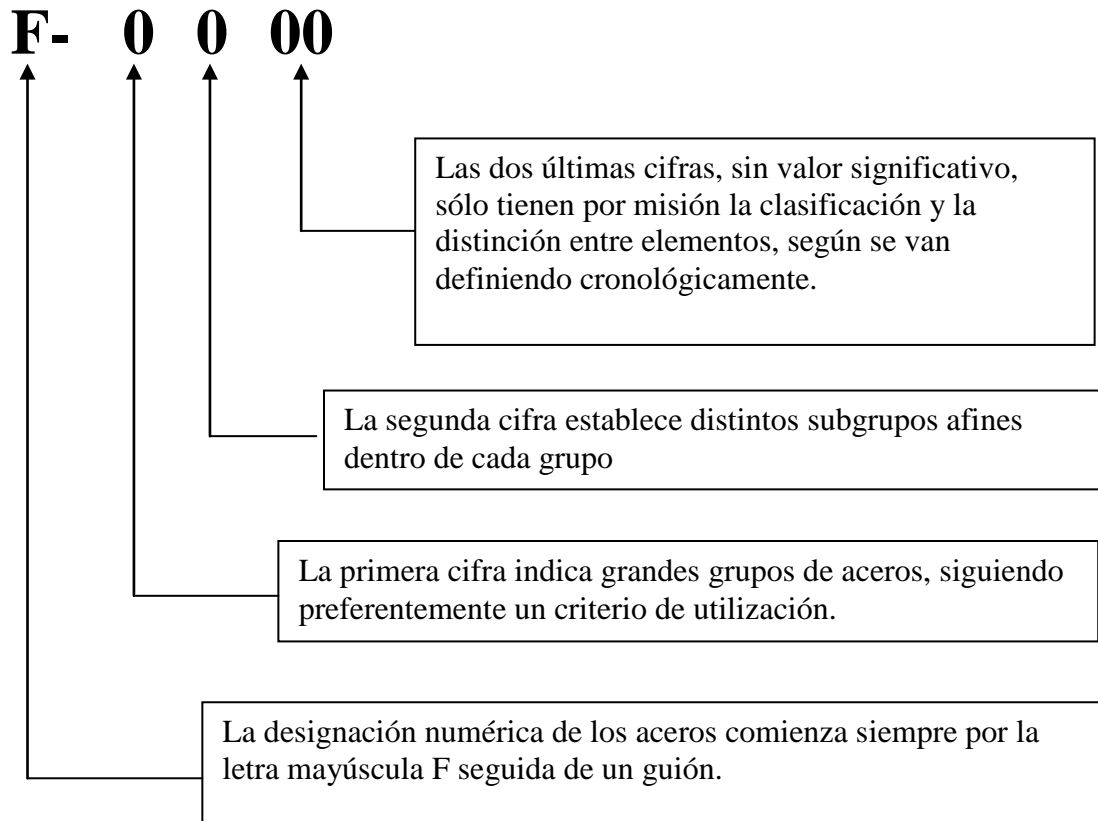 F- 0 0 00
Las dos últimas cifras, sin valor significativo,
sólo tienen por misión la clasificación y la
distinción entre elementos, según se van
definiendo cronológicamente.
La segunda cifra establece distintos subgrupos afines
dentro de cada grupo
La primera cifra indica grandes grupos de aceros, siguiendo
preferentemente un criterio de utilización.
La designación numérica de los aceros comienza siempre por la
letra mayúscula F seguida de un guión.